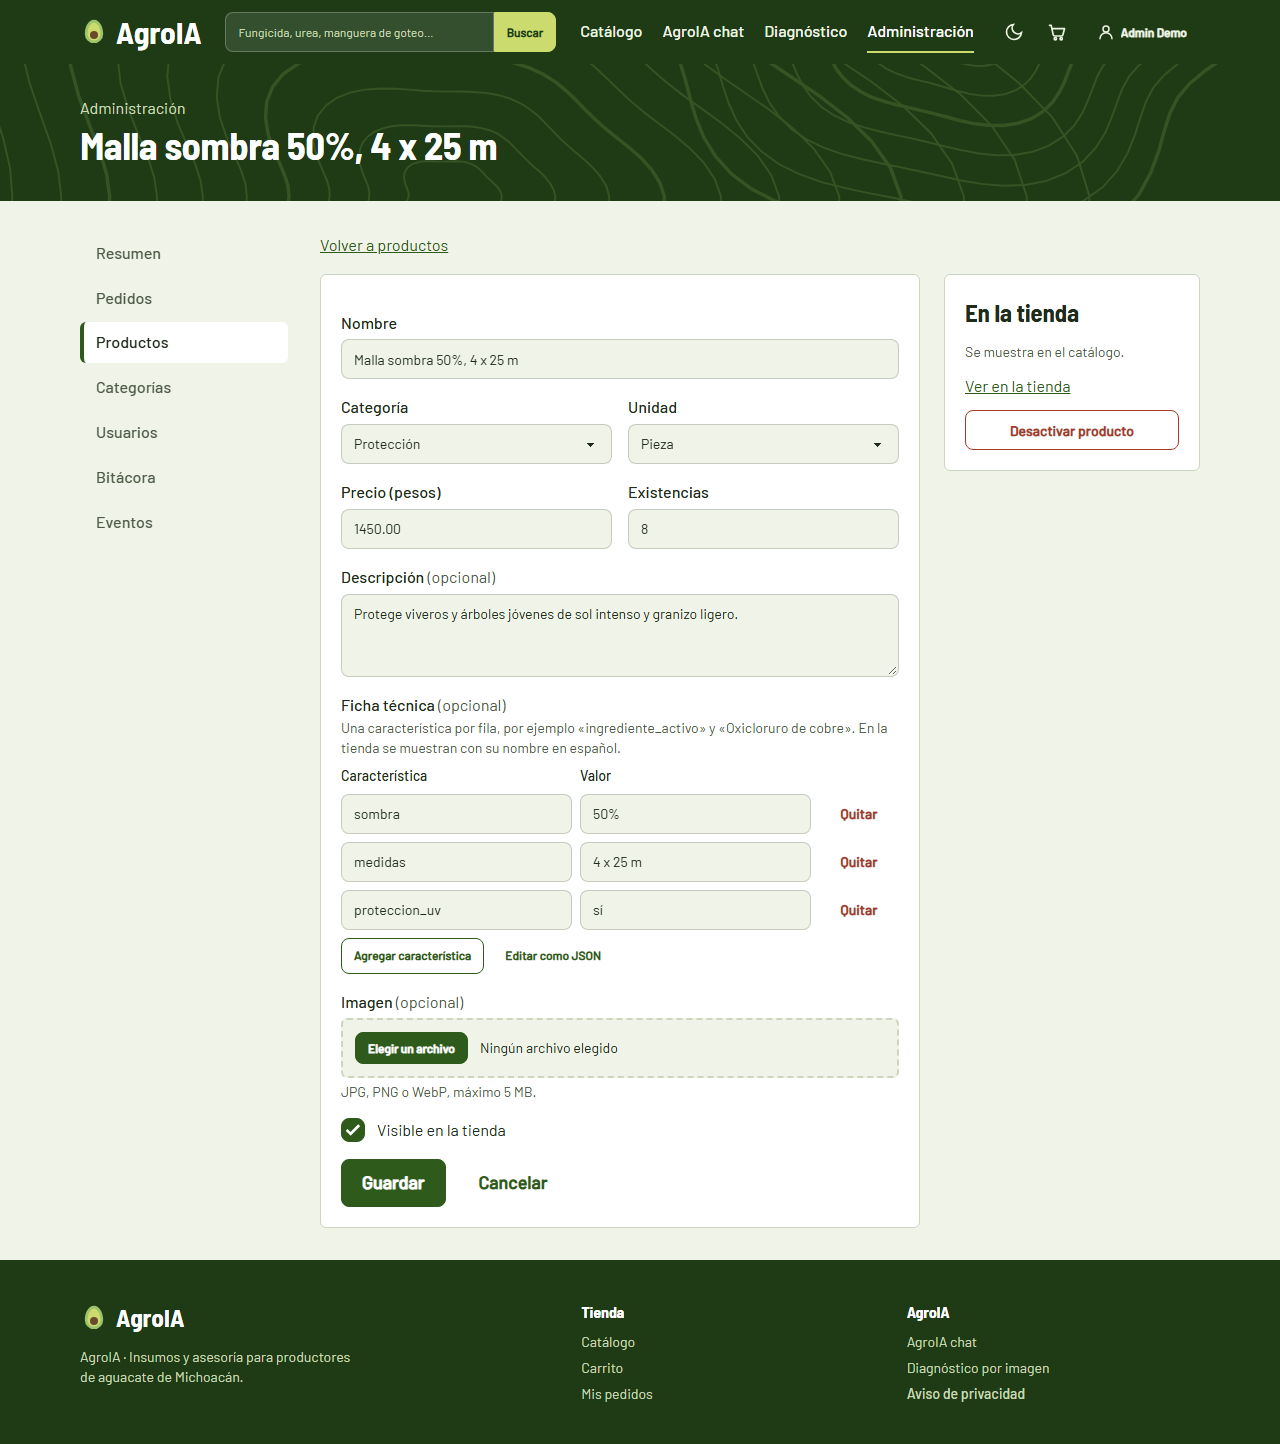 AgroIA
Fungicida, urea, manguera de goteo...
Buscar
Catálogo
AgroIA chat
Diagnóstico
Administración
Admin Demo
Administración
Malla sombra 50%, 4 x 25 m
Resumen
Pedidos
Productos
Categorías
Usuarios
Bitácora
Eventos
Volver a productos
Nombre
Malla sombra 50%, 4 x 25 m
Categoría
Unidad
Protección
Pieza
Precio (pesos)
Existencias
1450.00
8
Descripción (opcional)
Protege viveros y árboles jóvenes de sol intenso y granizo ligero.
Ficha técnica (opcional)
Una característica por fila, por ejemplo «ingrediente_activo» y «Oxicloruro de cobre». En la
tienda se muestran con su nombre en español.
Característica
Valor
sombra
50%
Quitar
medidas
4 x 25 m
Quitar
proteccion_uv
sí
Quitar
Agregar característica
Editar como JSON
Imagen (opcional)
Elegir un archivo
Ningún archivo elegido
JPG, PNG o WebP, máximo 5 MB.
Visible en la tienda
Guardar
Cancelar
En la tienda
Se muestra en el catálogo.
Ver en la tienda
Desactivar producto
AgroIA
AgroIA · Insumos y asesoría para productores
de aguacate de Michoacán.
Tienda
Catálogo
Carrito
Mis pedidos
AgroIA
AgroIA chat
Diagnóstico por imagen
Aviso de privacidad